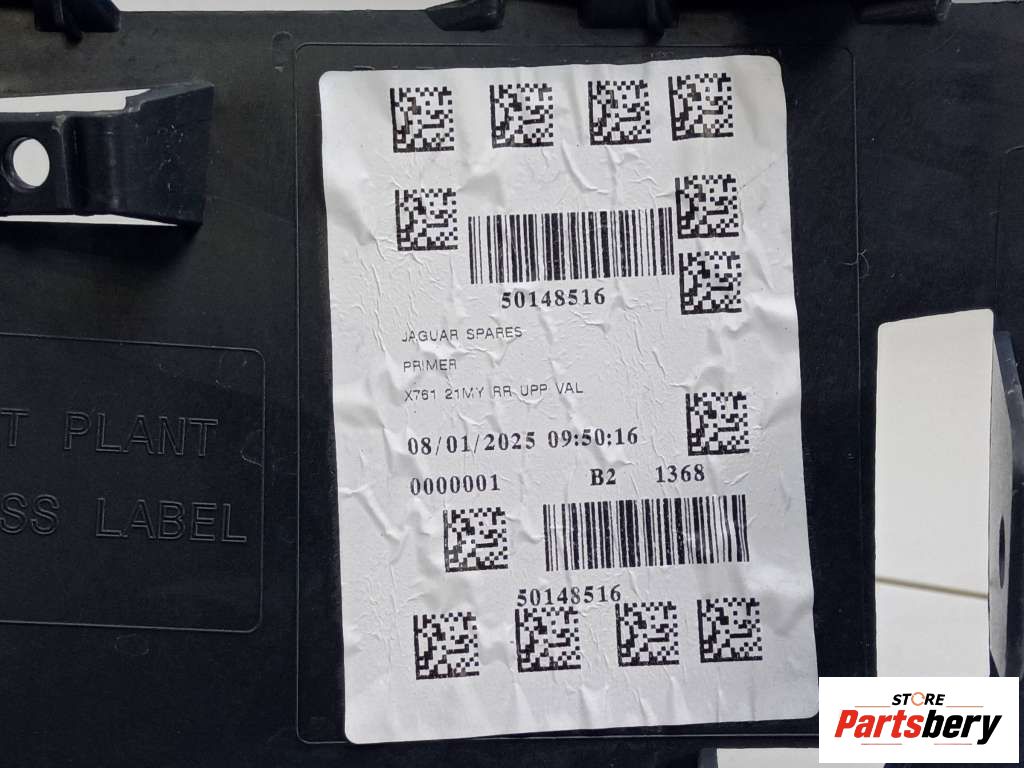 50148516
JAGUAR SPARES
PRIMER
X761 21MY RR UPP VAL
08/01/2025 09:50:16
0000001 B2 1368
50148516
T PLANT
SS LABEL
STORE
Partsbery